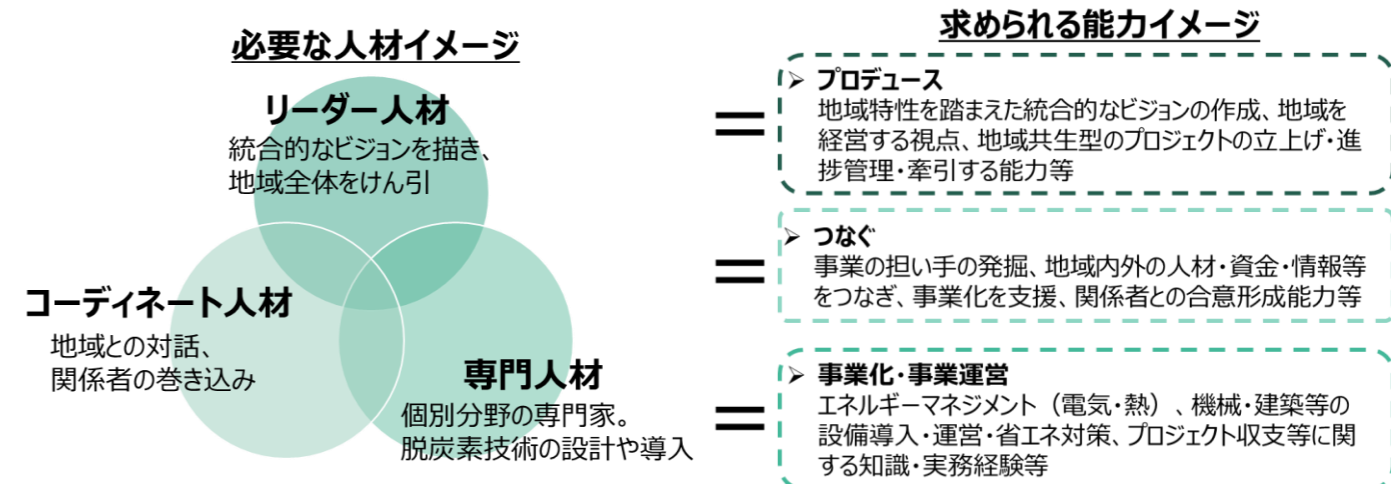 必要な人材イメージ
リーダー人材
統合的なビジョンを描き、
地域全体をけん引
コーディネート人材
地域との対話、
関係者の巻き込み
専門人材
個別分野の専門家。
脱炭素技術の設計や導入
求められる能力イメージ
➢ プロデュース
地域特性を踏まえた統合的なビジョンの作成、地域を
経営する視点、地域共生型のプロジェクトの立上げ・進
捗管理・牽引する能力等
➢ つなぐ
事業の担い手の発掘、地域内外の人材・資金・情報等
をつなぎ、事業化を支援、関係者との合意形成能力等
➢ 事業化・事業運営
エネルギーマネジメント（電気・熱）、機械・建築等の
設備導入・運営・省エネ対策、プロジェクト収支等に関
する知識・実務経験等
=
=
=